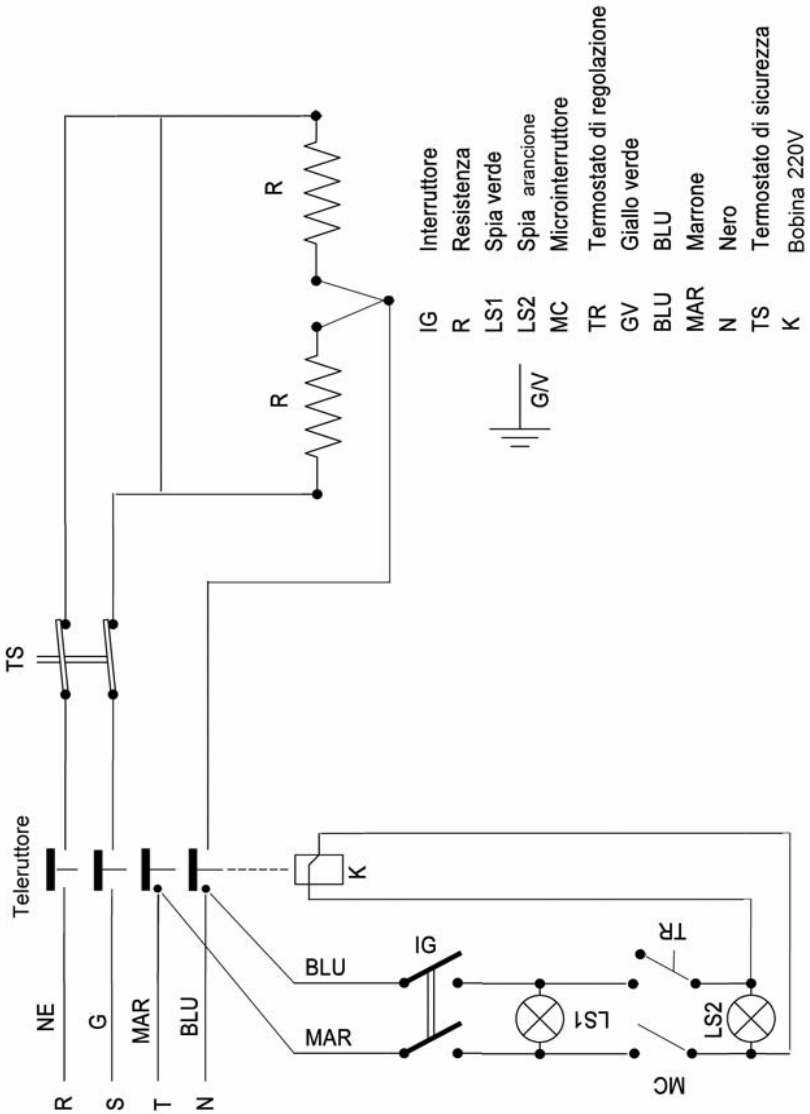 TS
Teleruttore
R NE
S G
T MAR
N BLU
R
R
K
BLU
MAR
IG
LS1
TR
MC
LS2
G/V
IG Interruttore
R Resistenza
LS1 Spia verde
LS2 Spia arancione
MC Microinterruttore
TR Termostato di regolazione
GV Giallo verde
BLU BLU
MAR Marrone
N Nero
TS Termostato di sicurezza
K Bobina 220V